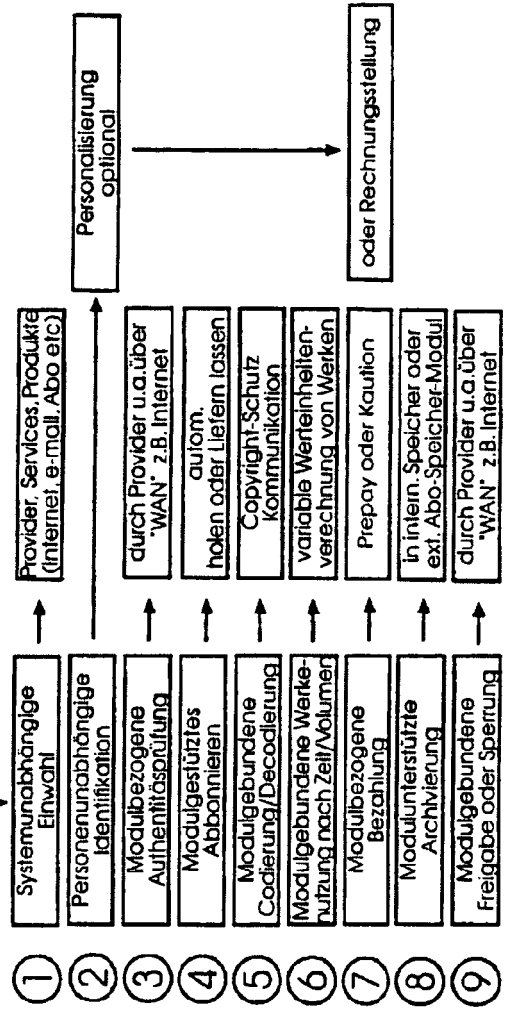 1
Systemunabhängige
Einwahl
Provider, Services, Produkte
(Internet, e-mail, Abo etc)
2
Personenunabhängige
Identifikation
Personalisierung
optional
3
Modulbezogene
Authentitäsprüfung
durch Provider u.a.über
"WAN" z.B. Internet
4
Modulgestütztes
Abbonnieren
autom.
holen oder Liefern lassen
5
Modulgebundene
Codierung/Decodierung
Copyright-Schutz
Kommunikation
6
Modulgebundene Werke-
nutzung nach Zeit/Volumen
variable Werteinheiten-
verechnung von Werken
7
Modulbezogene
Bezahlung
Prepay oder Kaution
oder Rechnungsstellung
8
Modulunterstützte
Archivierung
in intern. Speicher oder
ext. Abo-Speicher-Modul
9
Modulgebundene
Freigabe oder Sperrung
durch Provider u.a.über
"WAN" z.B. Internet